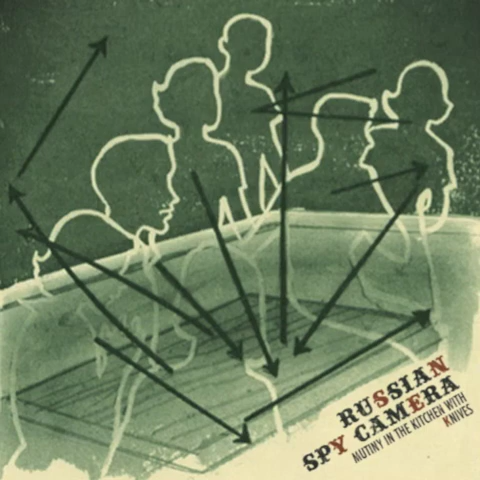 RUSSIAN
SPY CAMERA
MUTINY IN THE KITCHEN WITH
KNIVES